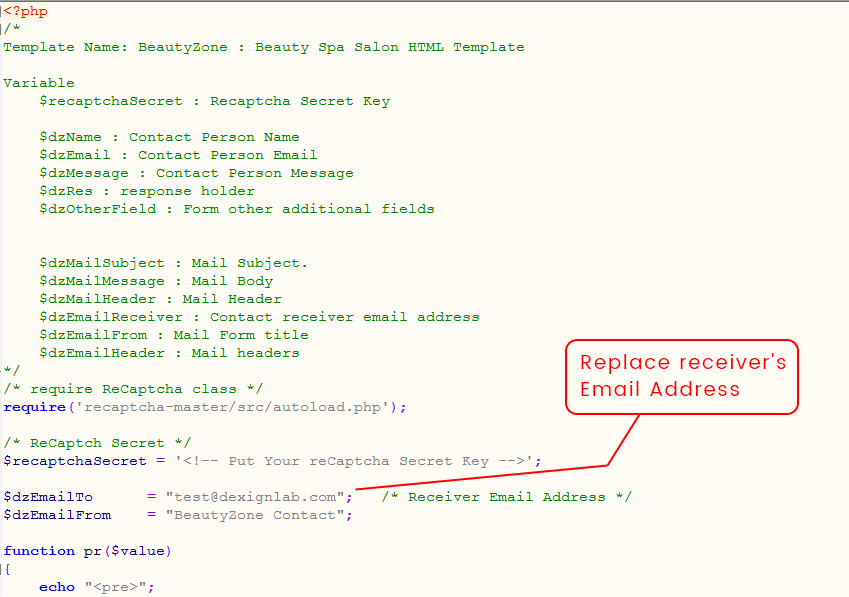 <?php
/*
Template Name: BeautyZone : Beauty Spa Salon HTML Template
Variable
$recaptchaSecret : Recaptcha Secret Key
$dzName : Contact Person Name
$dzEmail : Contact Person Email
$dzMessage : Contact Person Message
$dzRes : response holder
$dzOtherField : Form other additional fields
$dzMailSubject : Mail Subject.
$dzMailMessage : Mail Body
$dzMailHeader : Mail Header
$dzEmailReceiver : Contact receiver email address
$dzEmailFrom : Mail Form title
$dzEmailHeader : Mail headers
*/
/* require ReCaptcha class */
require('recaptcha-master/src/autoload.php');
/* ReCaptch Secret */
$recaptchaSecret = '<!-- Put Your reCaptcha Secret Key -->';
$dzEmailTo      = "test@dexignlab.com";   /* Receiver Email Address */
$dzEmailFrom    = "BeautyZone Contact";
function pr($value)
{
echo "<pre>";
Replace receiver's
Email Address